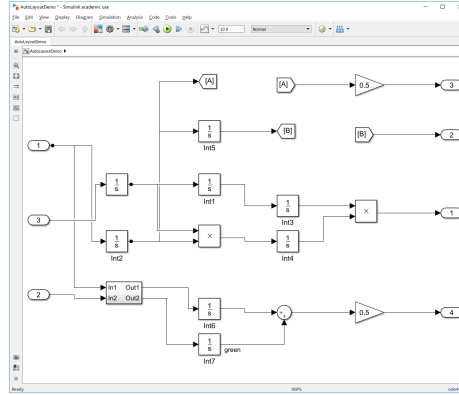 AutoLayoutDemo * - Simulink academic use
File Edit View Display Diagram Simulation Analysis Code Tools Help
10.0 Normal
AutoLayoutDemo
AutoLayoutDemo
[A] [A] 0.5 3
1 s [B] [B] 2
Int5
1
1 s 1 s
Int1
1 s × 1
3
Int3
1 s × 1 s
Int2 Int4
In1 Out1
2 In2 Out2
1 s 0.5 4
Int6
1 s green
Int7
Ready 100% ode4